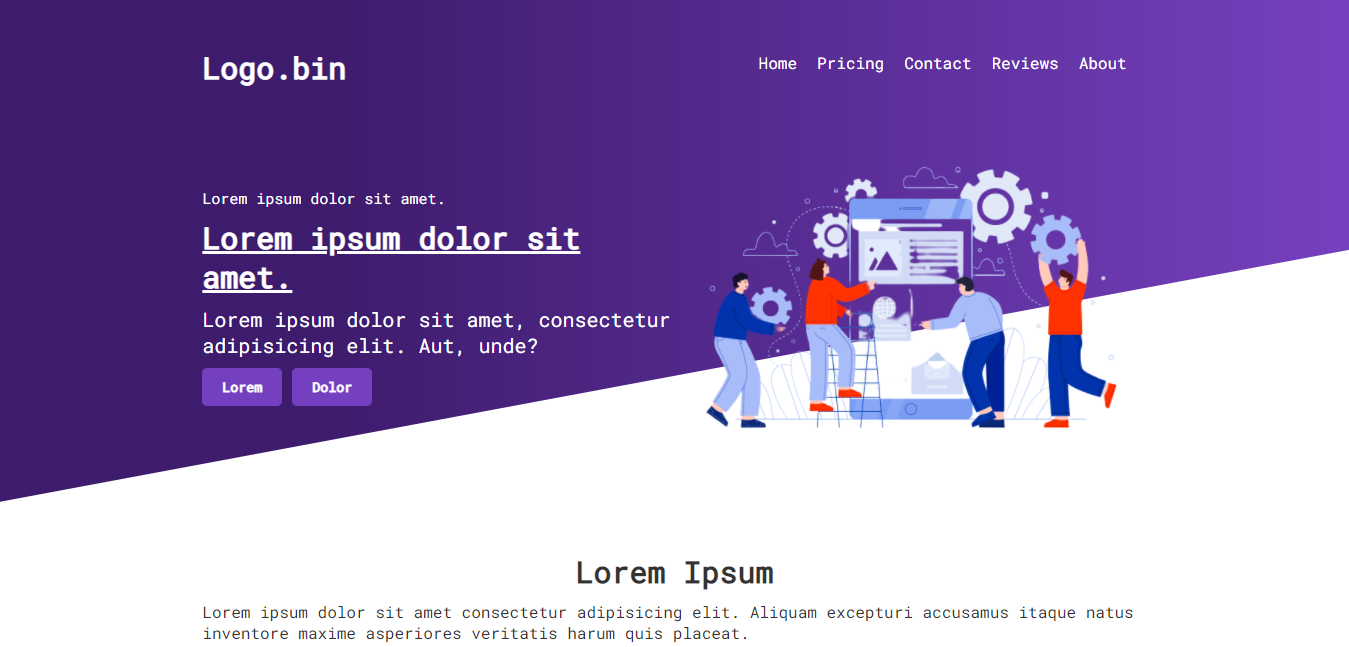 Logo.bin
Home Pricing Contact Reviews About
Lorem ipsum dolor sit amet.
Lorem ipsum dolor sit
amet.
Lorem ipsum dolor sit amet, consectetur
adipisicing elit. Aut, unde?
Lorem Dolor
Lorem Ipsum
Lorem ipsum dolor sit amet consectetur adipisicing elit. Aliquam excepturi accusamus itaque natus
inventore maxime asperiores veritatis harum quis placeat.